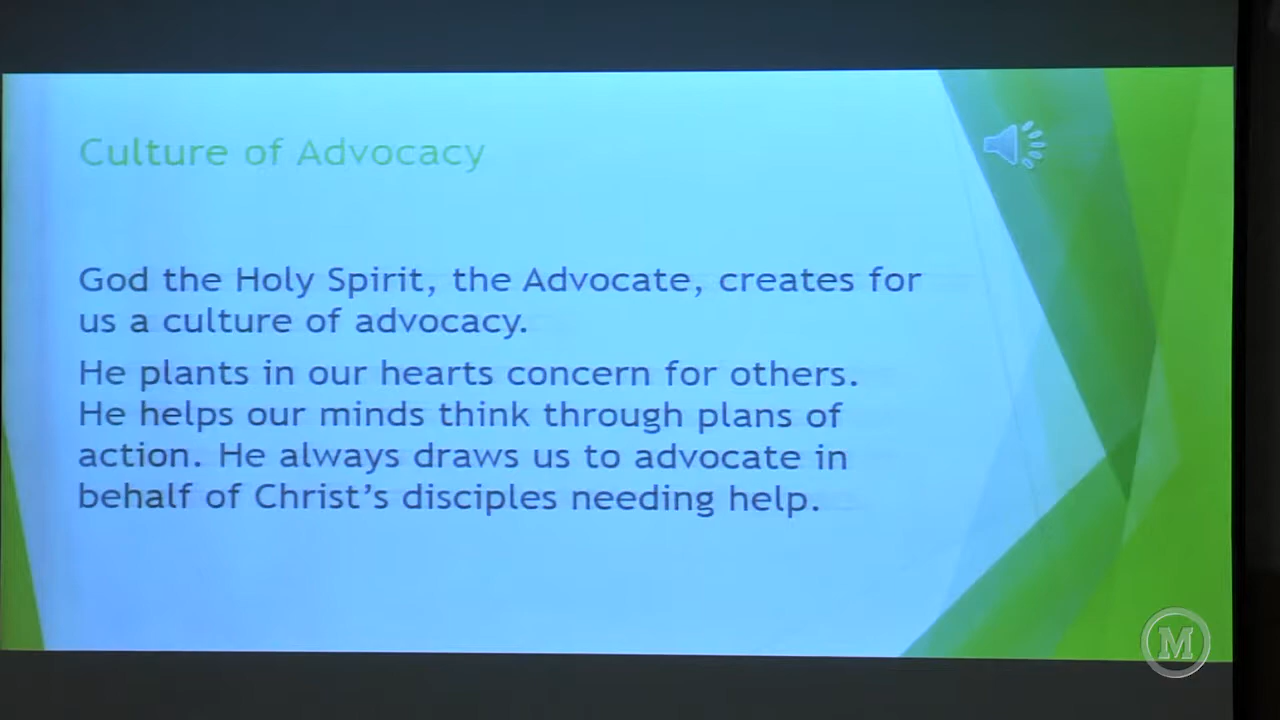 Culture of Advocacy
God the Holy Spirit, the Advocate, creates for
us a culture of advocacy.
He plants in our hearts concern for others.
He helps our minds think through plans of
action. He always draws us to advocate in
behalf of Christ's disciples needing help.
M